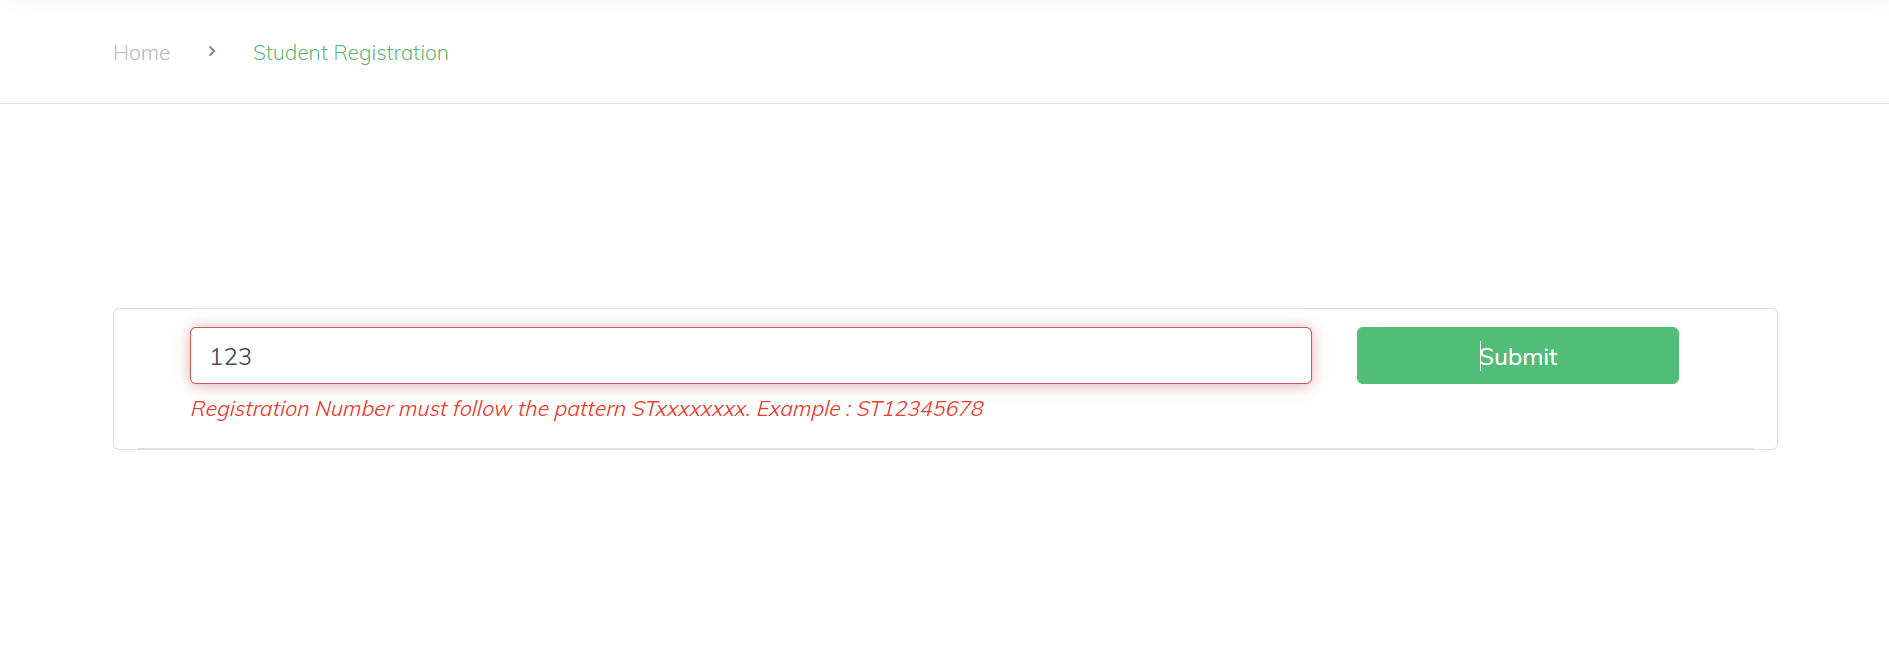 Home > Student Registration
123
Submit
Registration Number must follow the pattern STxxxxxxxx. Example : ST12345678